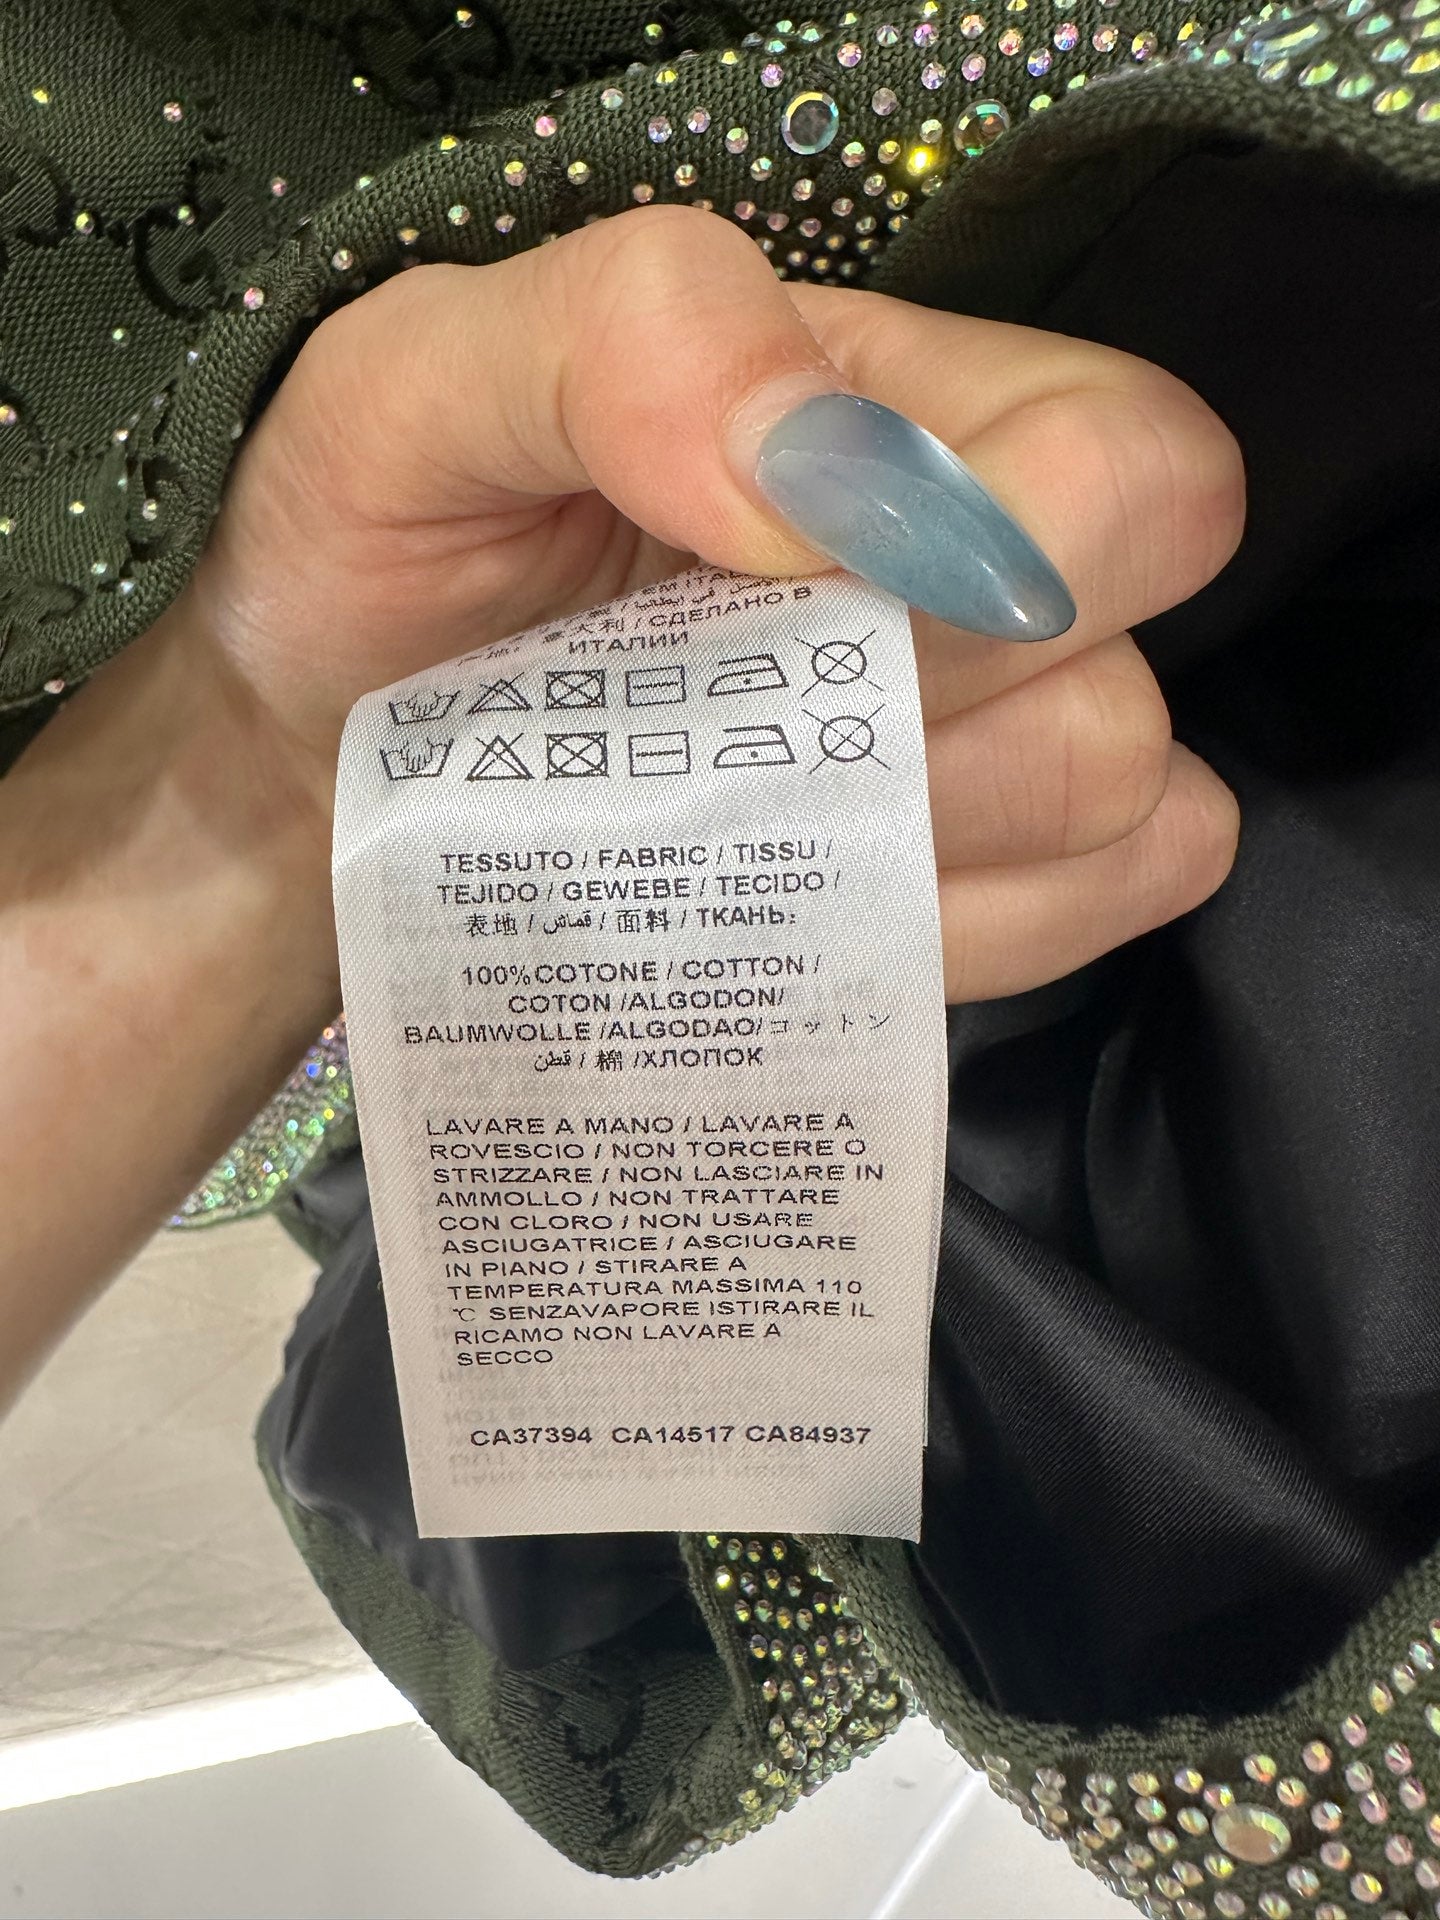 大利 / СДЕЛАНО В
ИТАЛИИ
TESSUTO / FABRIC / TISSU /
TEJIDO / GEWEBE / TECIDO /
表地 / قماش / 面料 / ТКАНЬ:
100%COTONE / COTTON /
COTON /ALGODON/
BAUMWOLLE /ALGODAO/コットン
قطن / 棉 /ХЛОПОК
LAVARE A MANO / LAVARE A
ROVESCIO / NON TORCERE O
STRIZZARE / NON LASCIARE IN
AMMOLLO / NON TRATTARE
CON CLORO / NON USARE
ASCIUGATRICE / ASCIUGARE
IN PIANO / STIRARE A
TEMPERATURA MASSIMA 110
°C SENZAVAPORE ISTIRARE IL
RICAMO NON LAVARE A
SECCO
CA37394 CA14517 CA84937